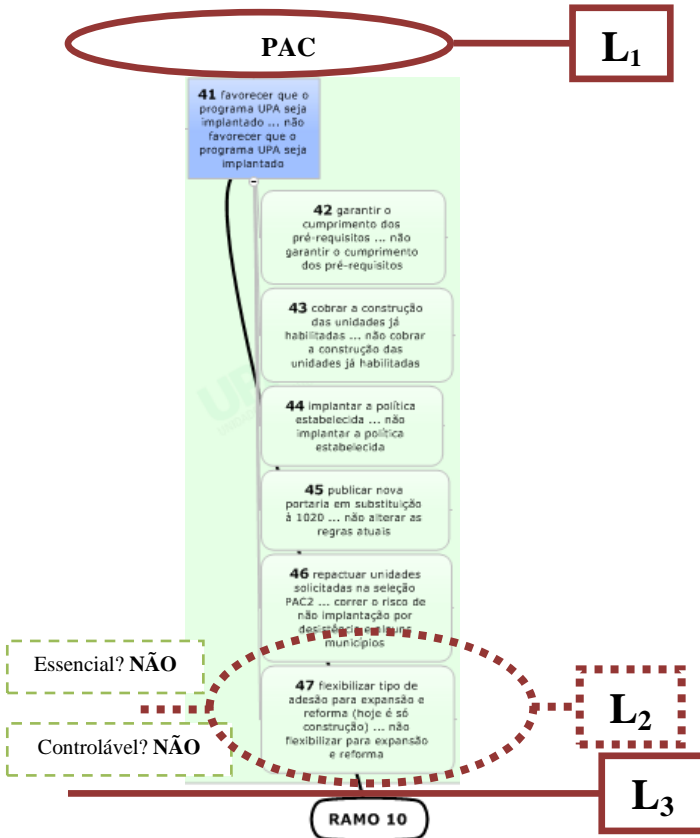 PAC
L₁
41 favorecer que o
programa UPA seja
implantado ... não
favorecer que o
programa UPA seja
implantado
42 garantir o
cumprimento dos
pré-requisitos ... não
garantir o cumprimento
dos pré-requisitos
43 cobrar a construção
das unidades já
habilitadas ... não cobrar
a construção das
unidades já habilitadas
44 implantar a política
estabelecida ... não
implantar a política
estabelecida
45 publicar nova
portaria em substituição
à 1020 ... não alterar as
regras atuais
46 repactuar unidades
solicitadas na seleção
PAC2 ... correr o risco de
não implantação por
municípios
Essencial? NÃO
47 flexibilizar tipo de
adesão para expansão e
reforma (hoje é só
construção) ... não
flexibilizar para expansão
e reforma
L₂
Controlável? NÃO
L₃
RAMO 10